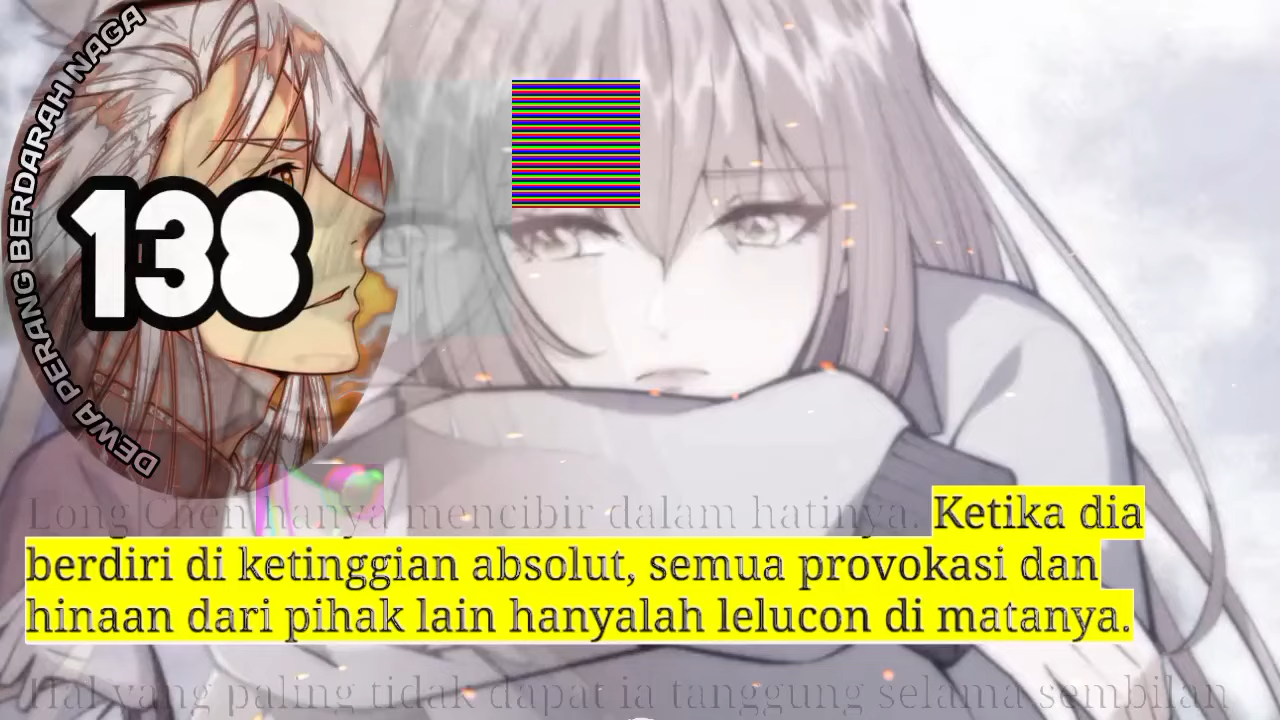 DEWA PERANG BERDARAH NAGA
138
Long Chen hanya mencibir dalam hatinya. Ketika dia
berdiri di ketinggian absolut, semua provokasi dan
hinaan dari pihak lain hanyalah lelucon di matanya.
Hal yang paling tidak dapat ia tanggung selama sembilan